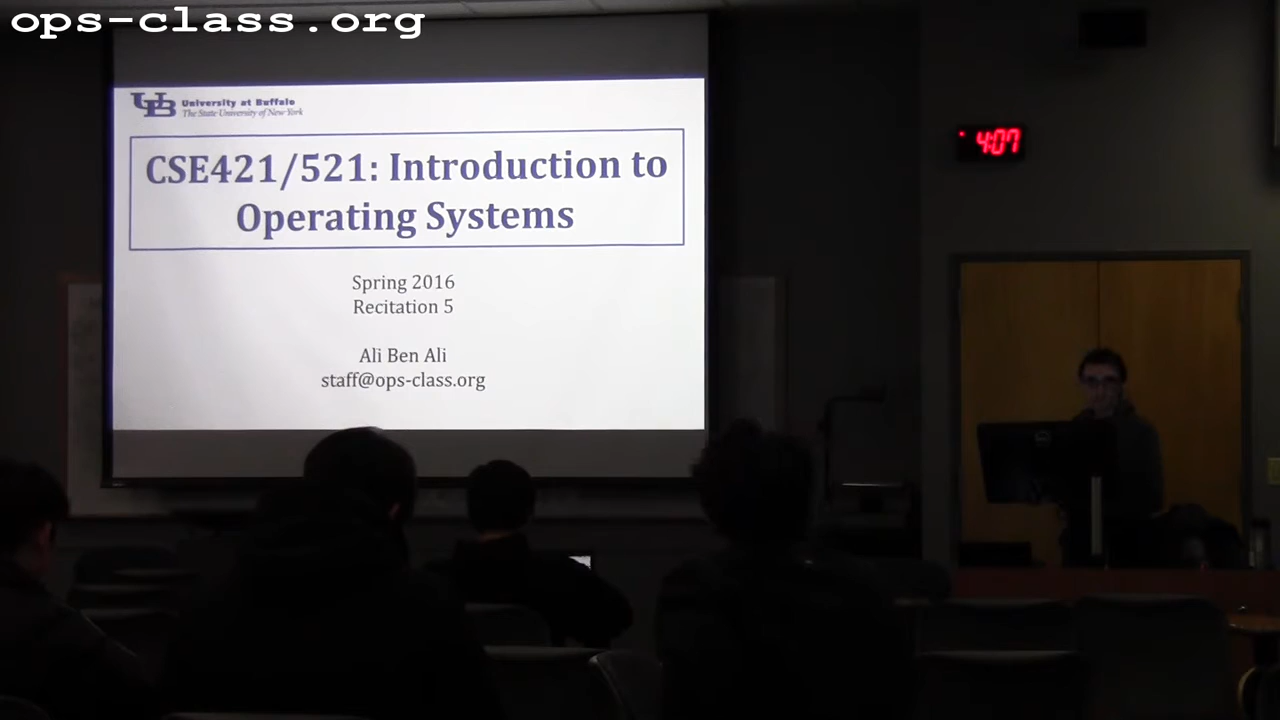 ops-class.org
UB University at Buffalo
The State University of New York
CSE421/521: Introduction to
Operating Systems
Spring 2016
Recitation 5
Ali Ben Ali
staff@ops-class.org
4:07